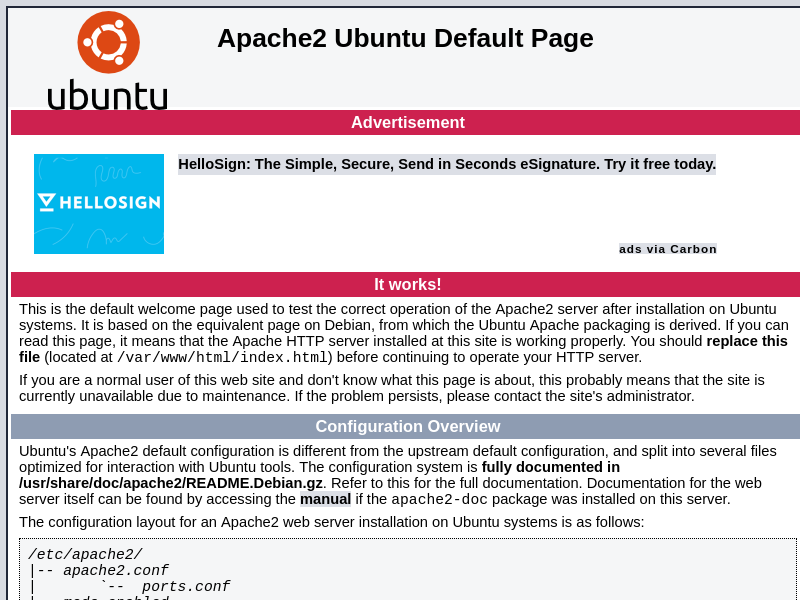 ubuntu
Apache2 Ubuntu Default Page
Advertisement
HELLOSIGN
HelloSign: The Simple, Secure, Send in Seconds eSignature. Try it free today.
ads via Carbon
It works!
This is the default welcome page used to test the correct operation of the Apache2 server after installation on Ubuntu
systems. It is based on the equivalent page on Debian, from which the Ubuntu Apache packaging is derived. If you can
read this page, it means that the Apache HTTP server installed at this site is working properly. You should replace this
file (located at /var/www/html/index.html) before continuing to operate your HTTP server.
If you are a normal user of this web site and don't know what this page is about, this probably means that the site is
currently unavailable due to maintenance. If the problem persists, please contact the site's administrator.
Configuration Overview
Ubuntu's Apache2 default configuration is different from the upstream default configuration, and split into several files
optimized for interaction with Ubuntu tools. The configuration system is fully documented in
/usr/share/doc/apache2/README.Debian.gz. Refer to this for the full documentation. Documentation for the web
server itself can be found by accessing the manual if the apache2-doc package was installed on this server.
The configuration layout for an Apache2 web server installation on Ubuntu systems is as follows:
/etc/apache2/
|-- apache2.conf
|       `--  ports.conf
|-- mods-enabled